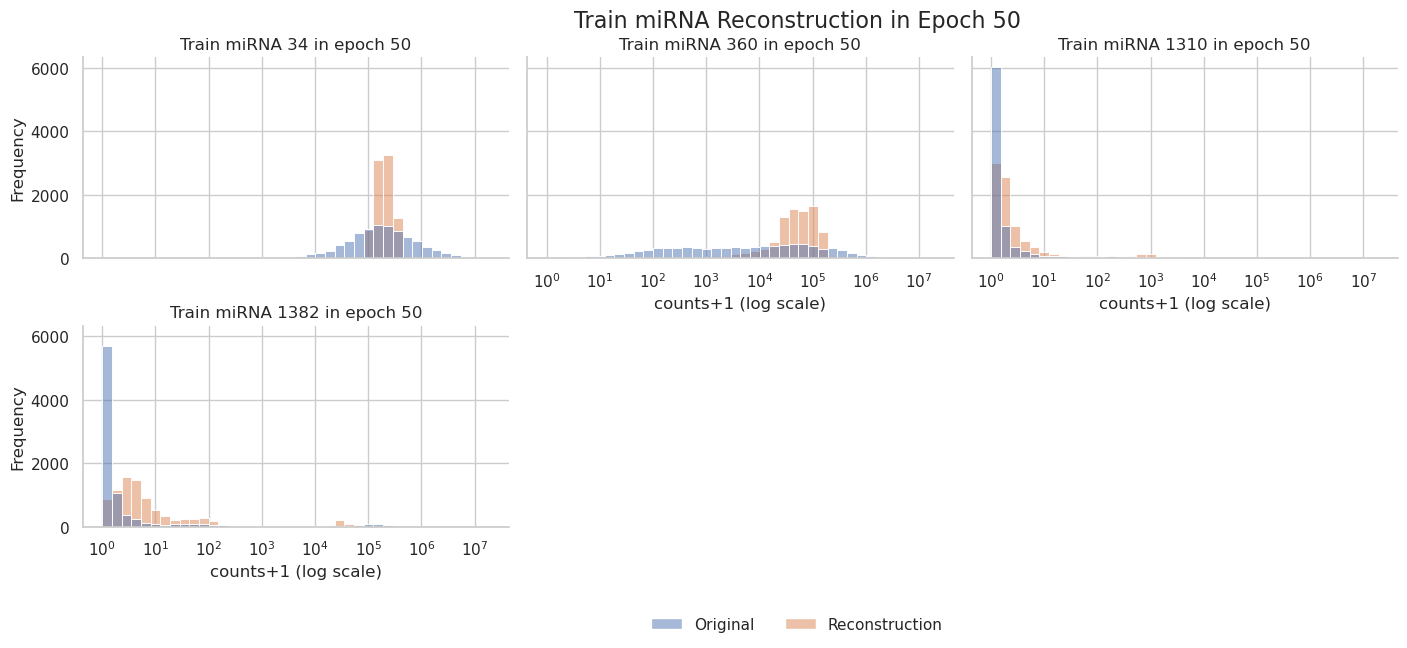 Train miRNA Reconstruction in Epoch 50
Train miRNA 34 in epoch 50
Train miRNA 360 in epoch 50
Train miRNA 1310 in epoch 50
Frequency
6000
4000
2000
0
10⁰ 10¹ 10² 10³ 10⁴ 10⁵ 10⁶ 10⁷
counts+1 (log scale)
10⁰ 10¹ 10² 10³ 10⁴ 10⁵ 10⁶ 10⁷
counts+1 (log scale)
Train miRNA 1382 in epoch 50
Frequency
6000
4000
2000
0
10⁰ 10¹ 10² 10³ 10⁴ 10⁵ 10⁶ 10⁷
counts+1 (log scale)
Original
Reconstruction